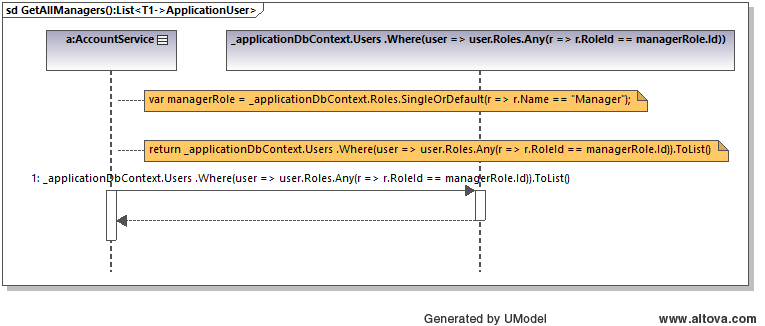 sd GetAllManagers():List<T1->ApplicationUser>
a:AccountService
_applicationDbContext.Users .Where(user => user.Roles.Any(r => r.RoleId == managerRole.Id))
var managerRole = _applicationDbContext.Roles.SingleOrDefault(r => r.Name == "Manager");
return _applicationDbContext.Users .Where(user => user.Roles.Any(r => r.RoleId == managerRole.Id)).ToList()
1: _applicationDbContext.Users .Where(user => user.Roles.Any(r => r.RoleId == managerRole.Id)).ToList()
Generated by UModel www.altova.com